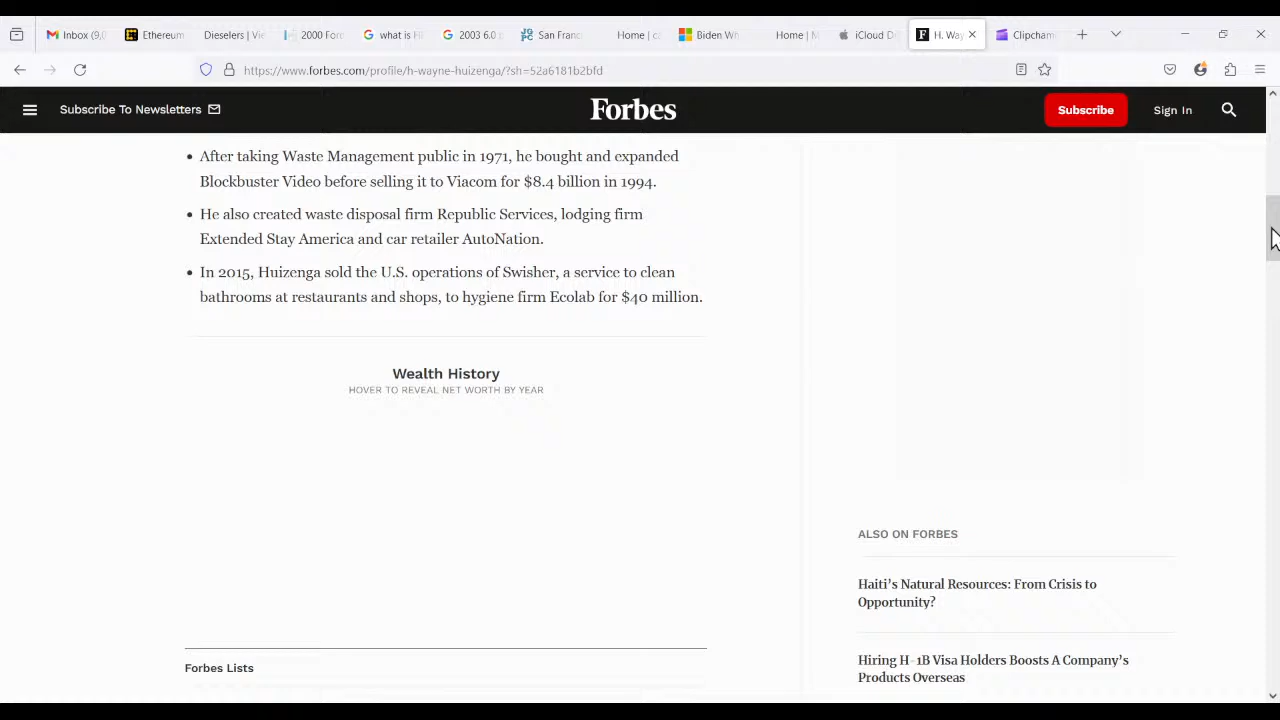 Inbox (9,0
Ethereum
Dieselers | Vie
2000 Ford
what is FI
2003 6.0 p
San Franc
Home | cz
Biden Wr
Home | M
iCloud D
H. Way
Clipcham
https://www.forbes.com/profile/h-wayne-huizenga/?sh=52a6181b2bfd
Subscribe To Newsletters
Forbes
Subscribe
Sign In
• After taking Waste Management public in 1971, he bought and expanded
Blockbuster Video before selling it to Viacom for $8.4 billion in 1994.
• He also created waste disposal firm Republic Services, lodging firm
Extended Stay America and car retailer AutoNation.
• In 2015, Huizenga sold the U.S. operations of Swisher, a service to clean
bathrooms at restaurants and shops, to hygiene firm Ecolab for $40 million.
Wealth History
HOVER TO REVEAL NET WORTH BY YEAR
Forbes Lists
ALSO ON FORBES
Haiti's Natural Resources: From Crisis to
Opportunity?
Hiring H-1B Visa Holders Boosts A Company's
Products Overseas